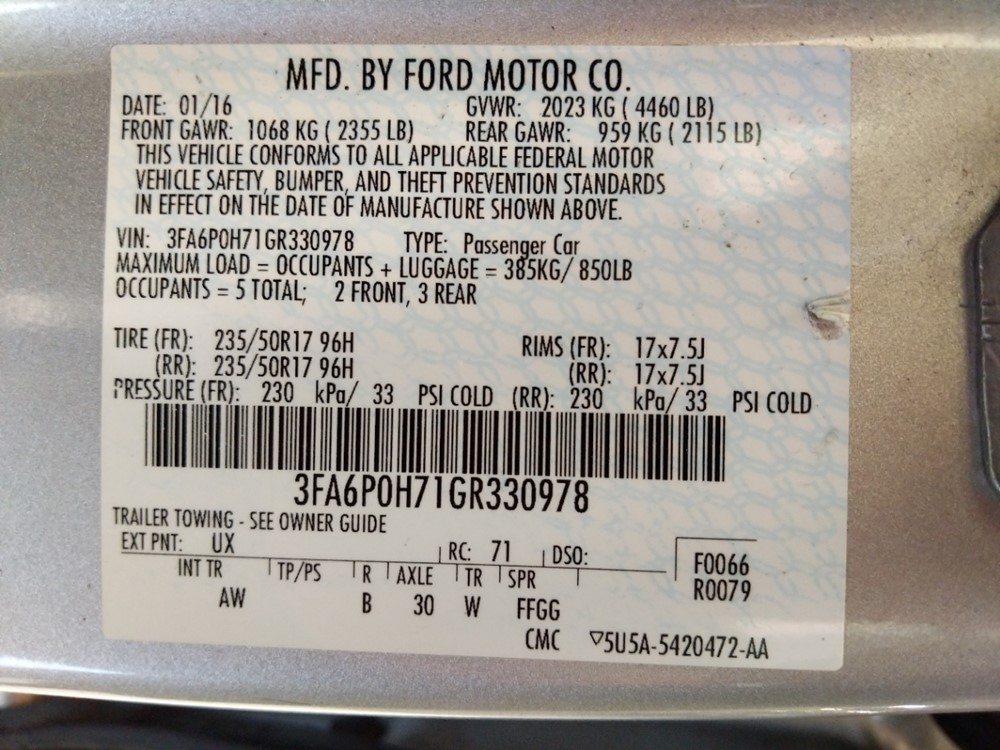 MFD. BY FORD MOTOR CO.
DATE: 01/16 GVWR: 2023 KG ( 4460 LB)
FRONT GAWR: 1068 KG ( 2355 LB) REAR GAWR: 959 KG ( 2115 LB)
THIS VEHICLE CONFORMS TO ALL APPLICABLE FEDERAL MOTOR
VEHICLE SAFETY, BUMPER, AND THEFT PREVENTION STANDARDS
IN EFFECT ON THE DATE OF MANUFACTURE SHOWN ABOVE.
VIN: 3FA6P0H71GR330978 TYPE: Passenger Car
MAXIMUM LOAD = OCCUPANTS + LUGGAGE = 385KG/ 850LB
OCCUPANTS = 5 TOTAL; 2 FRONT, 3 REAR
TIRE (FR): 235/50R17 96H RIMS (FR): 17x7.5J
(RR): 235/50R17 96H (RR): 17x7.5J
PRESSURE (FR): 230 kPa/ 33 PSI COLD (RR): 230 kPa/ 33 PSI COLD
3FA6P0H71GR330978
TRAILER TOWING - SEE OWNER GUIDE
EXT PNT: UX RC: 71 DSO:
F0066
R0079
INT TR TP/PS R AXLE TR SPR
AW B 30 W FFGG
CMC ▽5U5A-5420472-AA